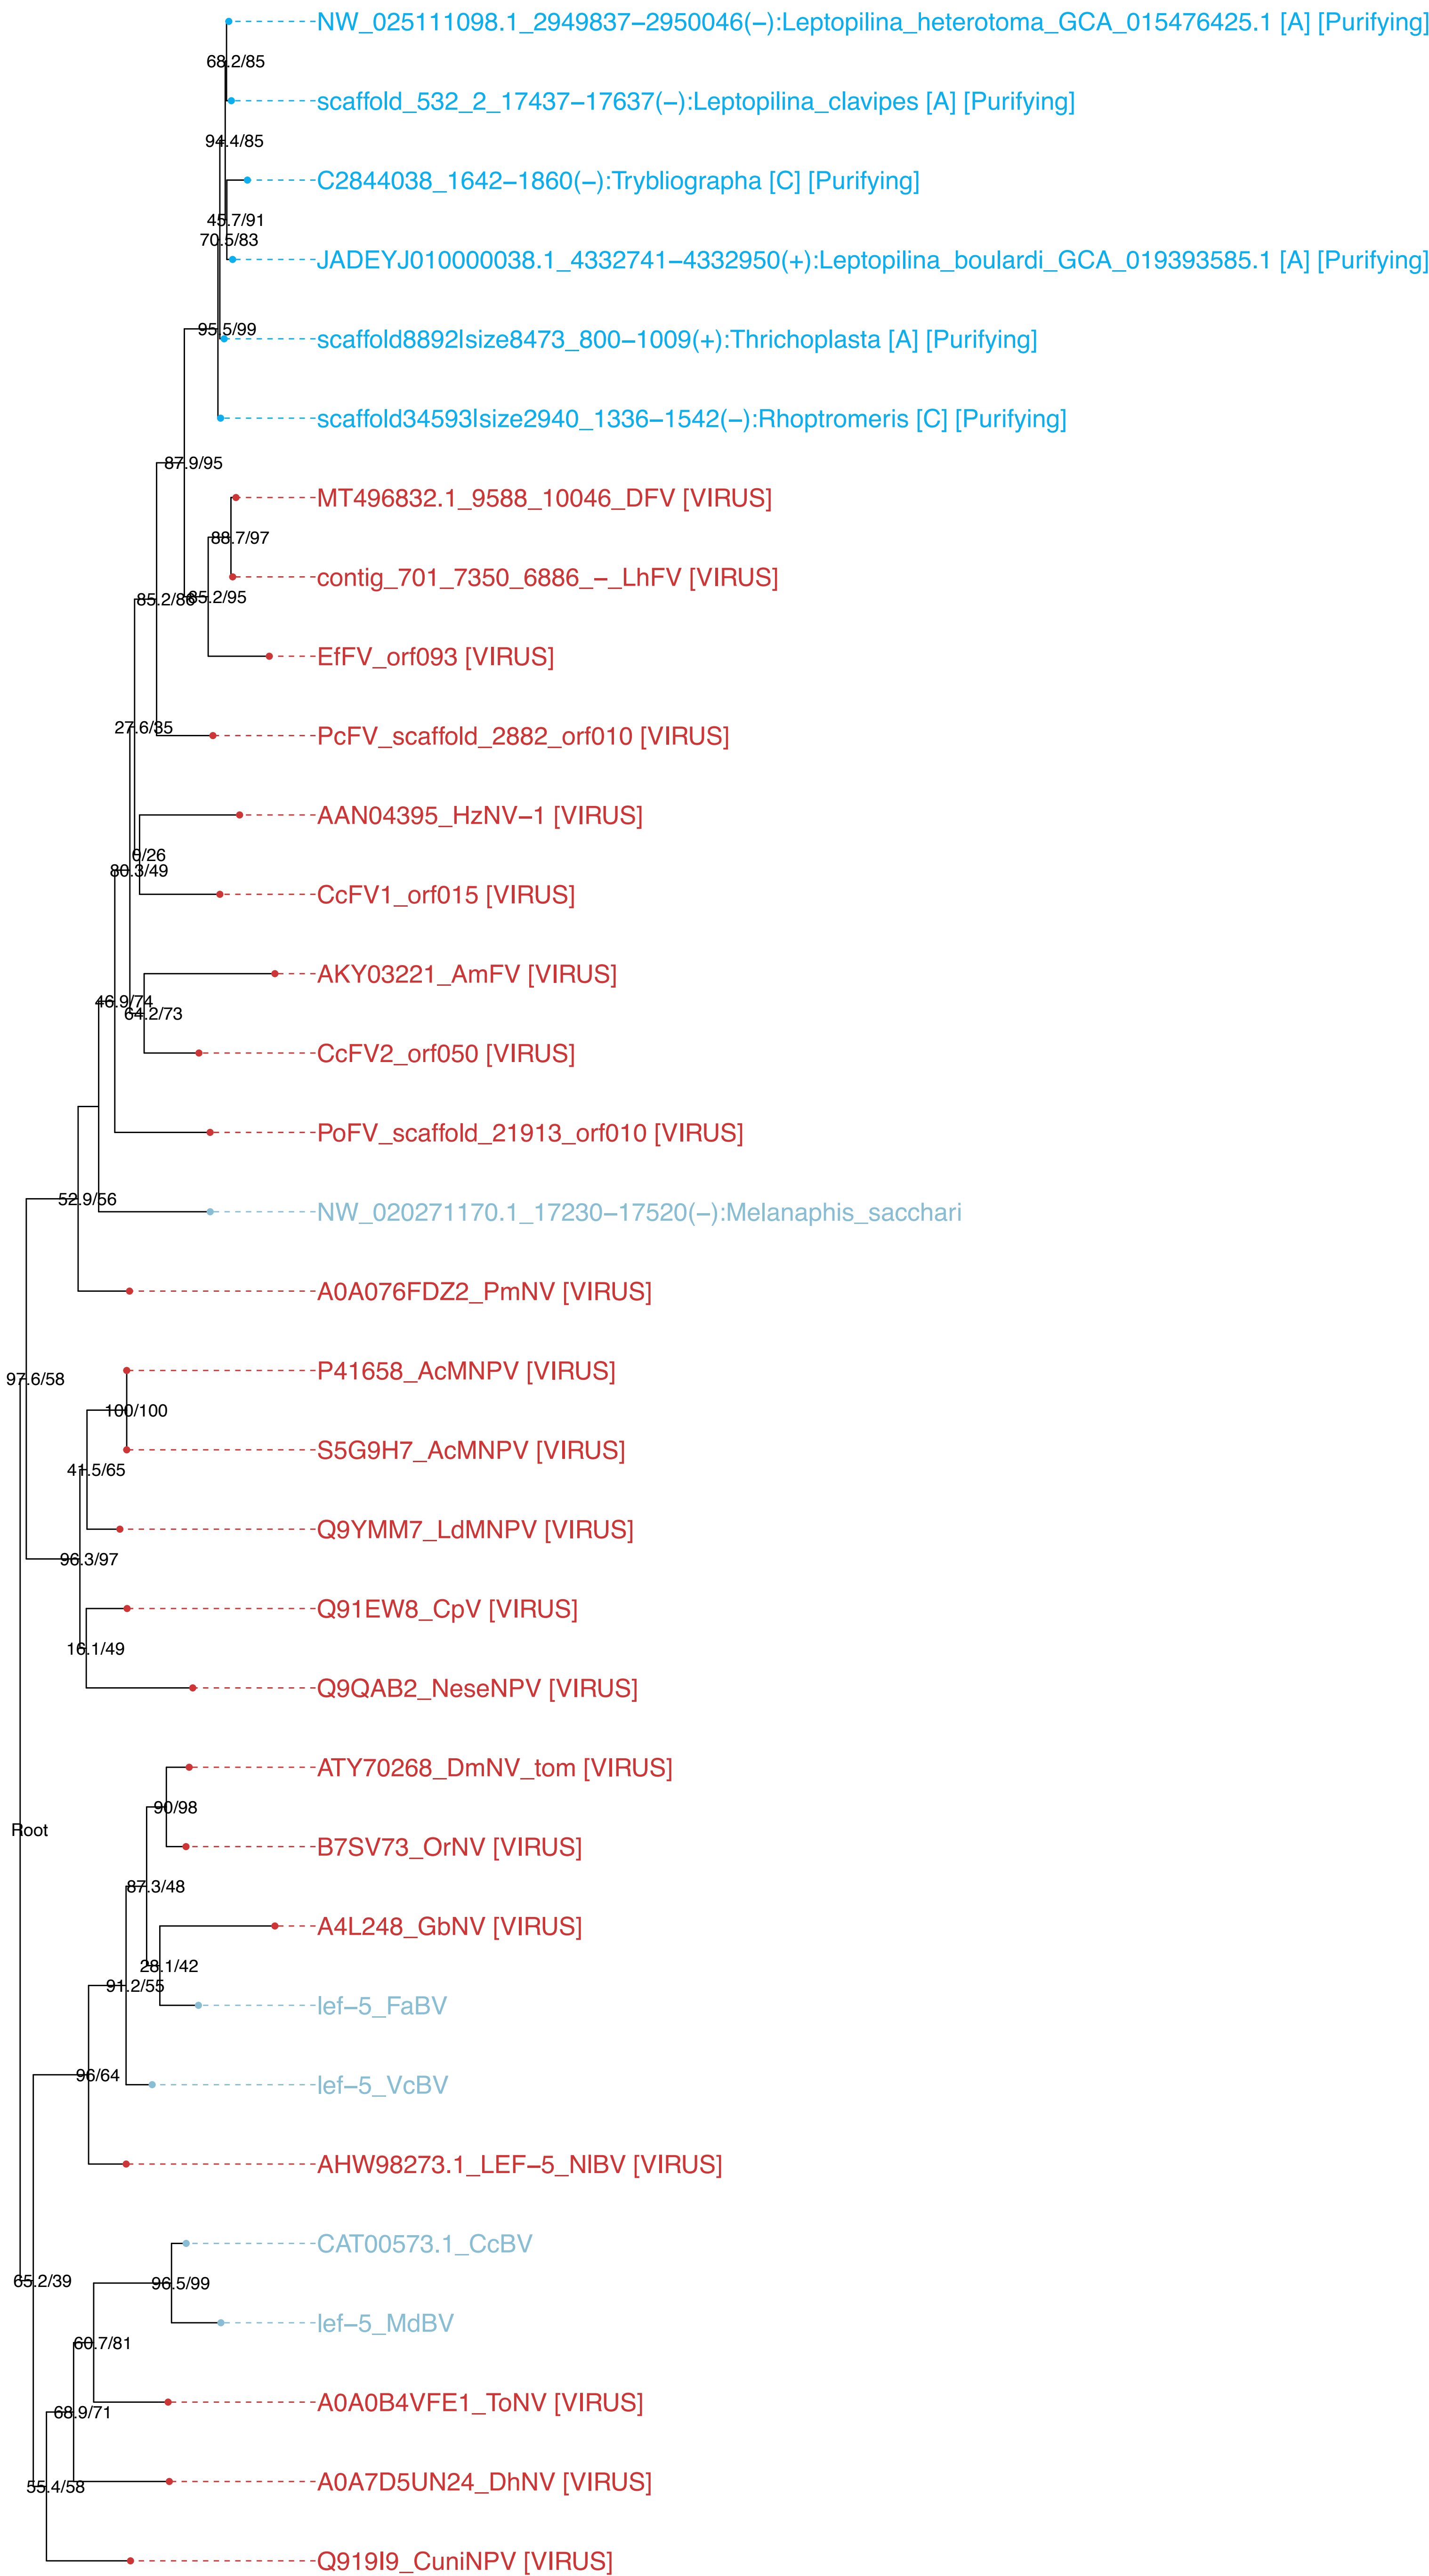 NW_025111098.1_2949837−2950046(−):Leptopilina_heterotoma_GCA_015476425.1 [A] [Purifying]
68.2/85
scaffold_532_2_17437−17637(−):Leptopilina_clavipes [A] [Purifying]
94.4/85
C2844038_1642−1860(−):Trybliographa [C] [Purifying]
45.7/91
70.5/83
JADEYJ010000038.1_4332741−4332950(+):Leptopilina_boulardi_GCA_019393585.1 [A] [Purifying]
95.5/99
scaffold8892lsize8473_800−1009(+):Thrichoplasta [A] [Purifying]
scaffold34593lsize2940_1336−1542(−):Rhoptromeris [C] [Purifying]
87.9/95
MT496832.1_9588_10046_DFV [VIRUS]
88.7/97
contig_701_7350_6886_−_LhFV [VIRUS]
85.2/86
85.2/95
EfFV_orf093 [VIRUS]
27.6/35
PcFV_scaffold_2882_orf010 [VIRUS]
AAN04395_HzNV−1 [VIRUS]
0/26
80.3/49
CcFV1_orf015 [VIRUS]
AKY03221_AmFV [VIRUS]
46.9/74
64.2/73
CcFV2_orf050 [VIRUS]
PoFV_scaffold_21913_orf010 [VIRUS]
52.9/56
NW_020271170.1_17230−17520(−):Melanaphis_sacchari
A0A076FDZ2_PmNV [VIRUS]
97.6/58
P41658_AcMNPV [VIRUS]
100/100
S5G9H7_AcMNPV [VIRUS]
41.5/65
Q9YMM7_LdMNPV [VIRUS]
96.3/97
Q91EW8_CpV [VIRUS]
16.1/49
Q9QAB2_NeseNPV [VIRUS]
ATY70268_DmNV_tom [VIRUS]
90/98
Root
B7SV73_OrNV [VIRUS]
87.3/48
A4L248_GbNV [VIRUS]
28.1/42
91.2/55
lef−5_FaBV
96/64
lef−5_VcBV
AHW98273.1_LEF−5_NlBV [VIRUS]
CAT00573.1_CcBV
65.2/39
96.5/99
lef−5_MdBV
60.7/81
A0A0B4VFE1_ToNV [VIRUS]
68.9/71
A0A7D5UN24_DhNV [VIRUS]
55.4/58
Q919I9_CuniNPV [VIRUS]